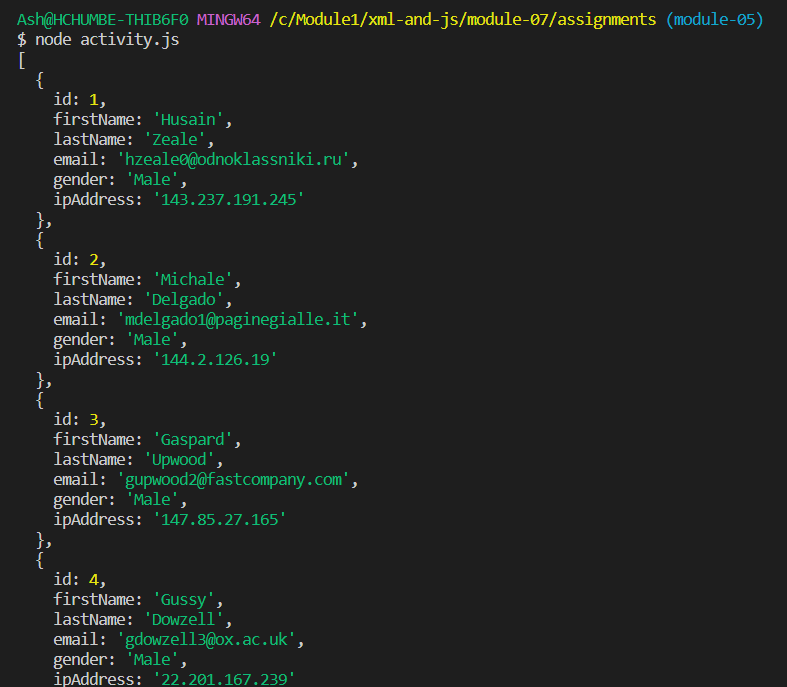 Ash@HCHUMBE-THIB6F0 MINGW64 /c/Module1/xml-and-js/module-07/assignments (module-05)
$ node activity.js
[
  {
    id: 1,
    firstName: 'Husain',
    lastName: 'Zeale',
    email: 'hzeale0@odnoklassniki.ru',
    gender: 'Male',
    ipAddress: '143.237.191.245'
  },
  {
    id: 2,
    firstName: 'Michale',
    lastName: 'Delgado',
    email: 'mdelgado1@paginegialle.it',
    gender: 'Male',
    ipAddress: '144.2.126.19'
  },
  {
    id: 3,
    firstName: 'Gaspard',
    lastName: 'Upwood',
    email: 'gupwood2@fastcompany.com',
    gender: 'Male',
    ipAddress: '147.85.27.165'
  },
  {
    id: 4,
    firstName: 'Gussy',
    lastName: 'Dowzell',
    email: 'gdowzell3@ox.ac.uk',
    gender: 'Male',
    ipAddress: '22.201.167.239'